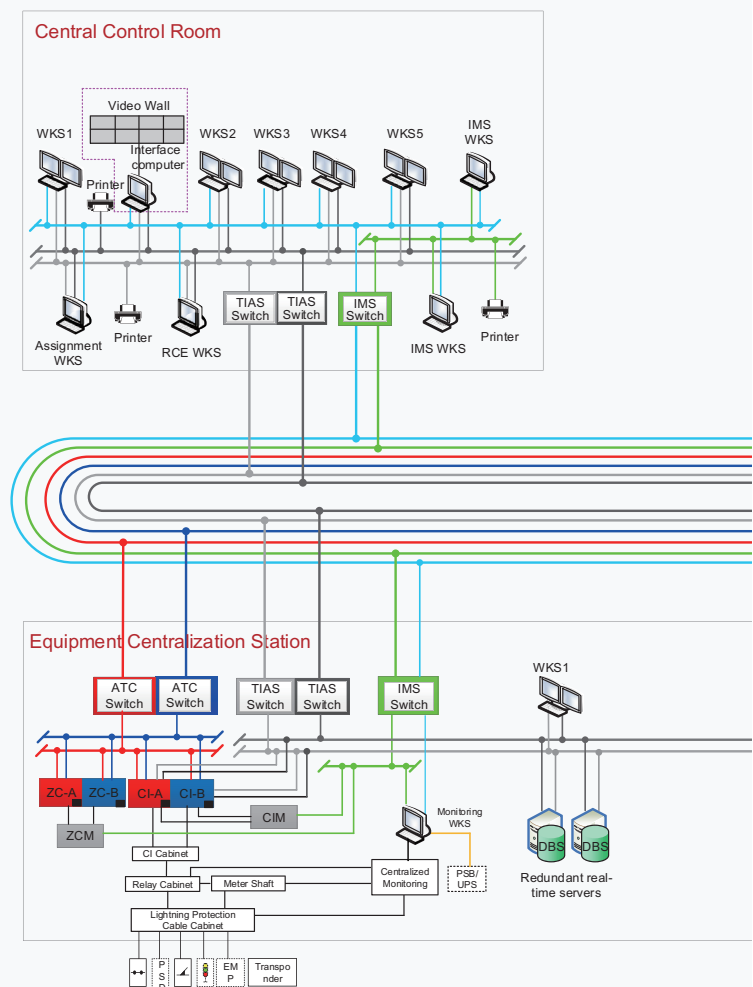 Central Control Room
Video Wall
WKS1
Interface
computer
WKS2
WKS3
WKS4
WKS5
IMS
WKS
Printer
TIAS
Switch
TIAS
Switch
IMS
Switch
Assignment
WKS
Printer
RCE WKS
IMS WKS
Printer
Equipment Centralization Station
ATC
Switch
ATC
Switch
TIAS
Switch
TIAS
Switch
IMS
Switch
WKS1
ZC-A
ZC-B
CI-A
CI-B
CIM
ZCM
Monitoring
WKS
CI Cabinet
Relay Cabinet
Meter Shaft
Centralized
Monitoring
PSB/
UPS
DBS
DBS
Redundant real-
time servers
Lightning Protection
Cable Cabinet
P
S
EM
P
Transpo
nder